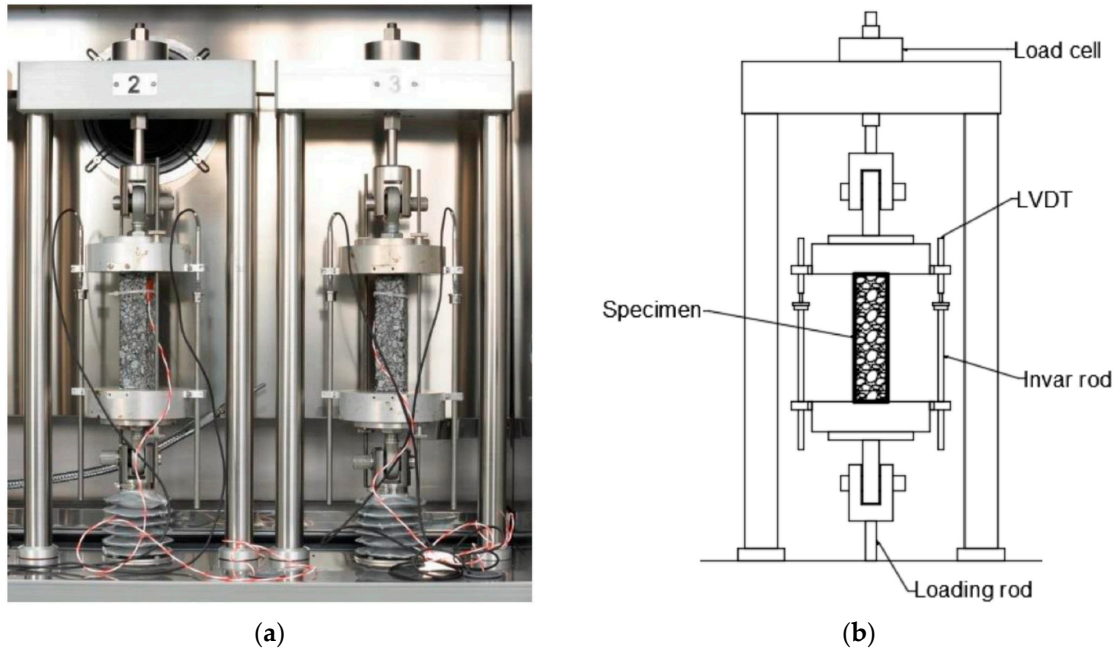 2
3
Load cell
LVDT
Specimen
Invar rod
Loading rod
(a)
(b)